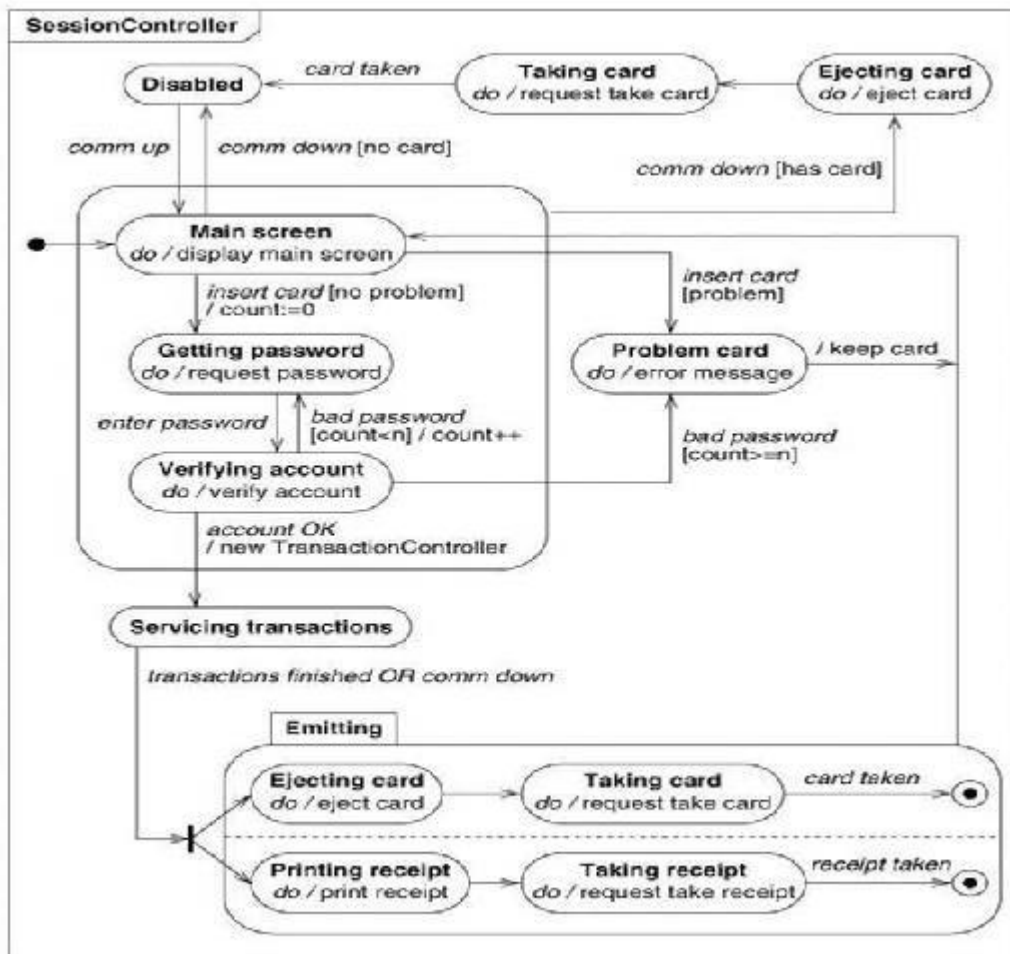 SessionController
Disabled
card taken
Taking card
do / request take card
Ejecting card
do / eject card
comm up
comm down [no card]
comm down [has card]
Main screen
do / display main screen
insert card [no problem]
/ count:=0
insert card
[problem]
Getting password
do / request password
Problem card
do / error message
/ keep card
enter password
bad password
[count<n] / count++
bad password
[count>=n]
Verifying account
do / verify account
account OK
/ new TransactionController
Servicing transactions
transactions finished OR comm down
Emitting
Ejecting card
do / eject card
Taking card
do / request take card
card taken
Printing receipt
do / print receipt
Taking receipt
do / request take receipt
receipt taken